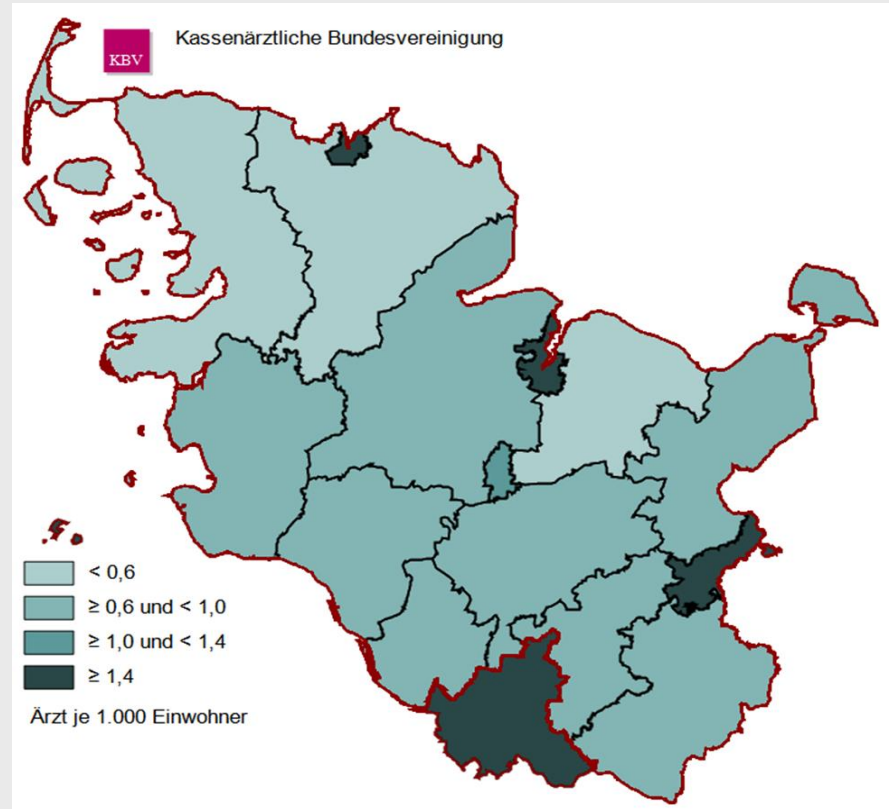 Kassenärztliche Bundesvereinigung
KBV
< 0,6
≥ 0,6 und < 1,0
≥ 1,0 und < 1,4
≥ 1,4
Ärzt je 1.000 Einwohner